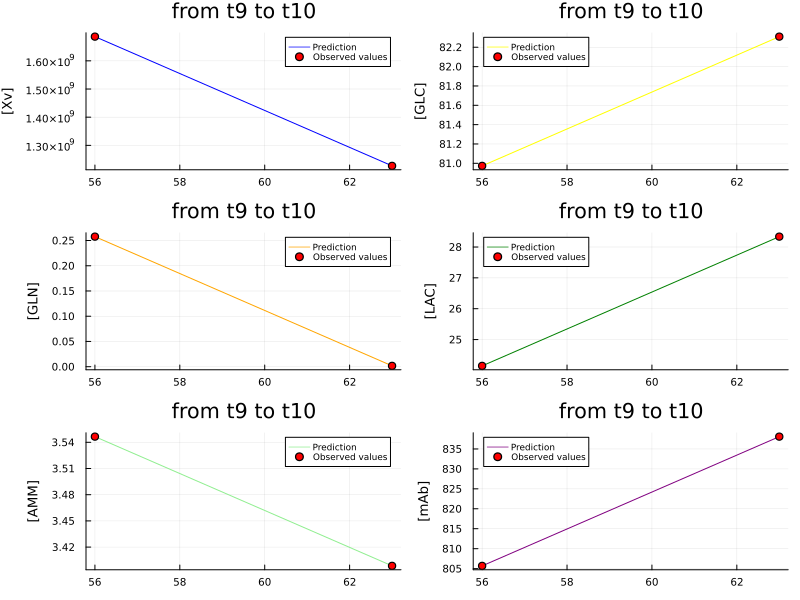 from t9 to t10
[Xv]
1.60×10⁹
1.50×10⁹
1.40×10⁹
1.30×10⁹
Prediction
Observed values
56 58 60 62
from t9 to t10
[GLC]
82.2
82.0
81.8
81.6
81.4
81.2
81.0
Prediction
Observed values
56 58 60 62
from t9 to t10
[GLN]
0.25
0.20
0.15
0.10
0.05
0.00
Prediction
Observed values
56 58 60 62
from t9 to t10
[LAC]
28
27
26
25
Prediction
Observed values
56 58 60 62
from t9 to t10
[AMM]
3.54
3.51
3.48
3.45
3.42
Prediction
Observed values
56 58 60 62
from t9 to t10
[mAb]
835
830
825
820
815
810
805
Prediction
Observed values
56 58 60 62